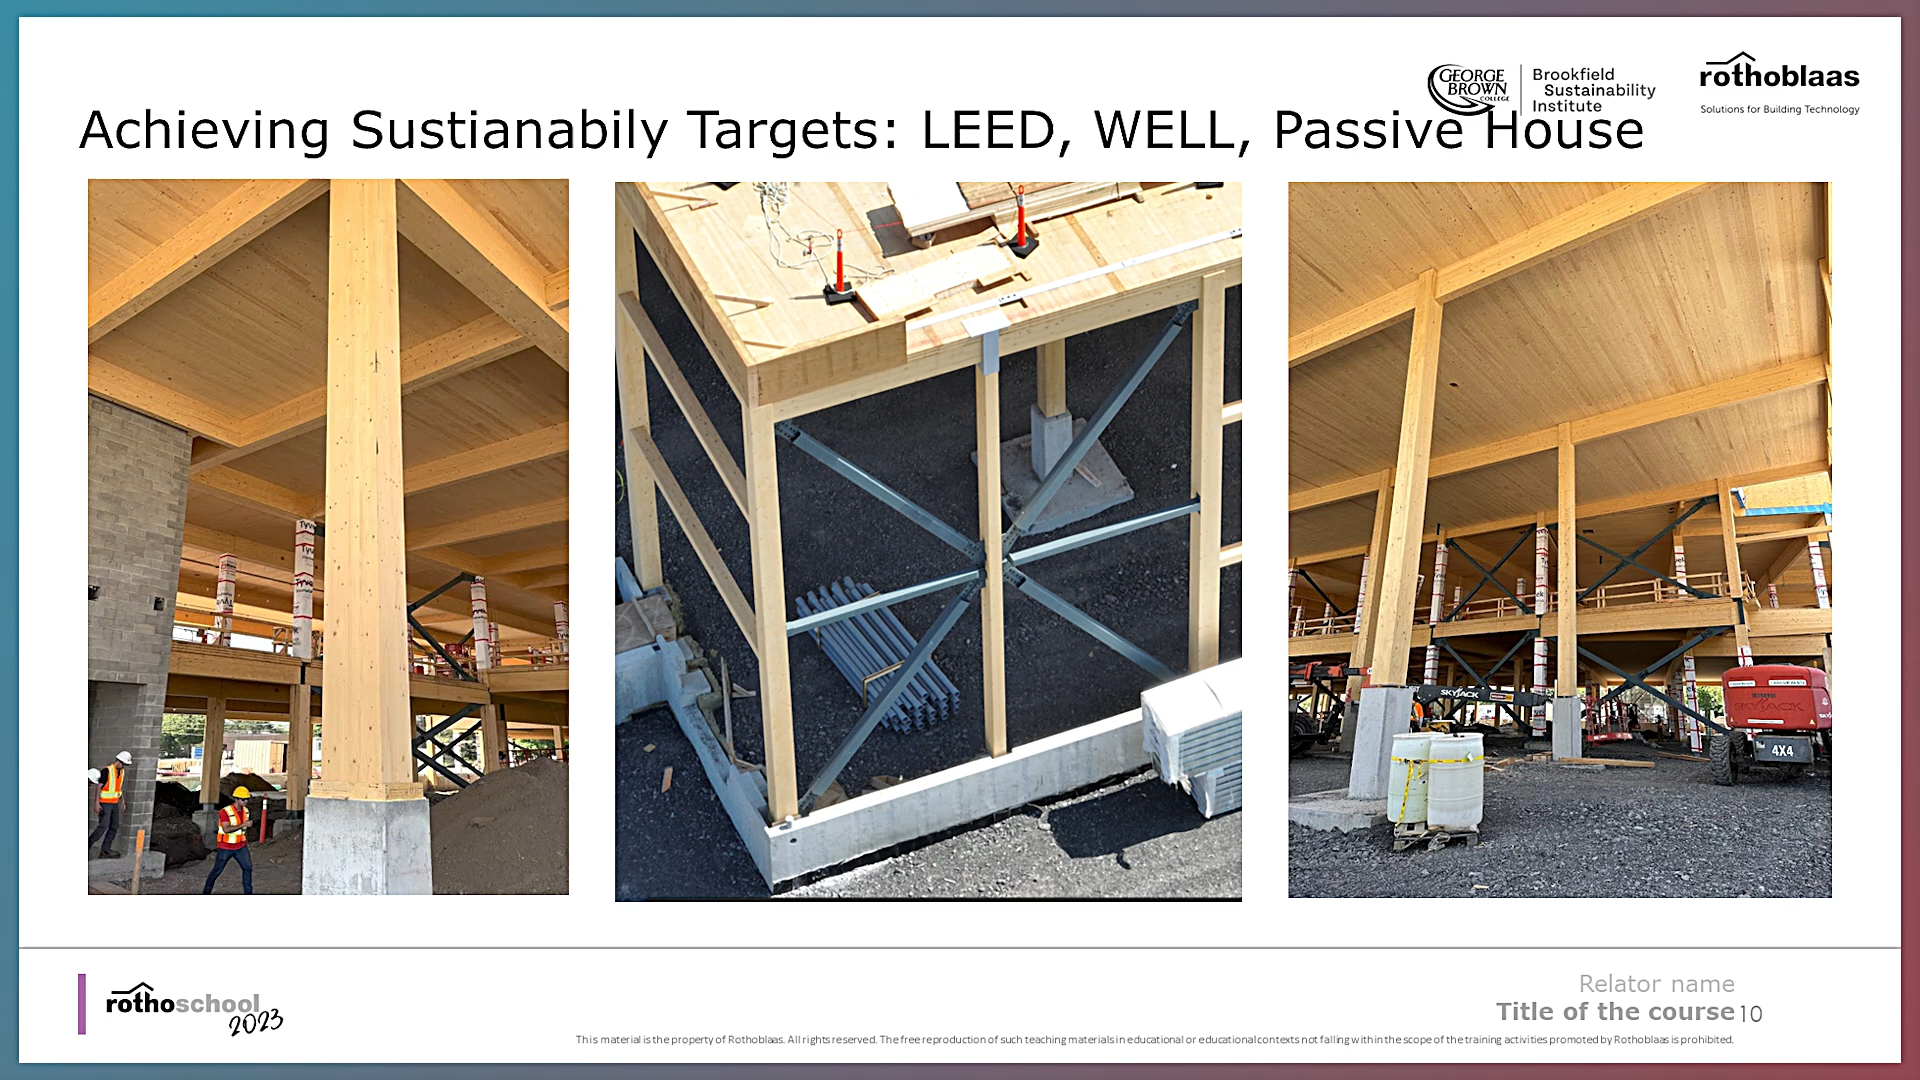 GEORGE
BROWN
COLLEGE
Brookfield
Sustainability
Institute
rothoblaas
Solutions for Building Technology
Achieving Sustianabily Targets: LEED, WELL, Passive House
SKYJACK
SKYJACK
4X4
rothoschool
2023
Relator name
Title of the course 10
This material is the property of Rothoblaas. All rights reserved. The free reproduction of such teaching materials in educational or educational contexts not falling within the scope of the training activities promoted by Rothoblaas is prohibited.